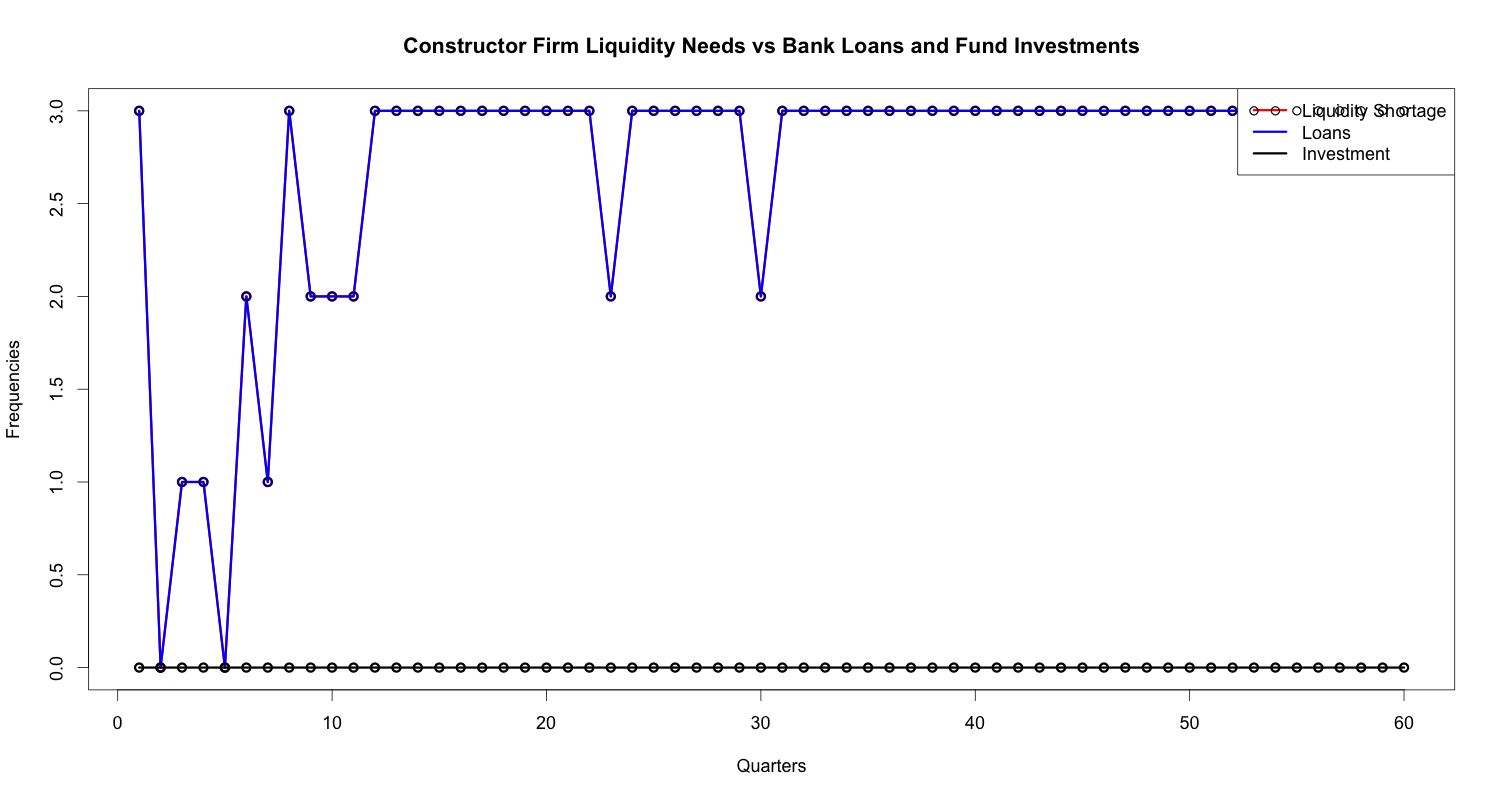 Constructor Firm Liquidity Needs vs Bank Loans and Fund Investments
3.0
2.5
2.0
1.5
1.0
0.5
0.0
Frequencies
Liquidity Shortage
Loans
Investment
0 10 20 30 40 50 60
Quarters